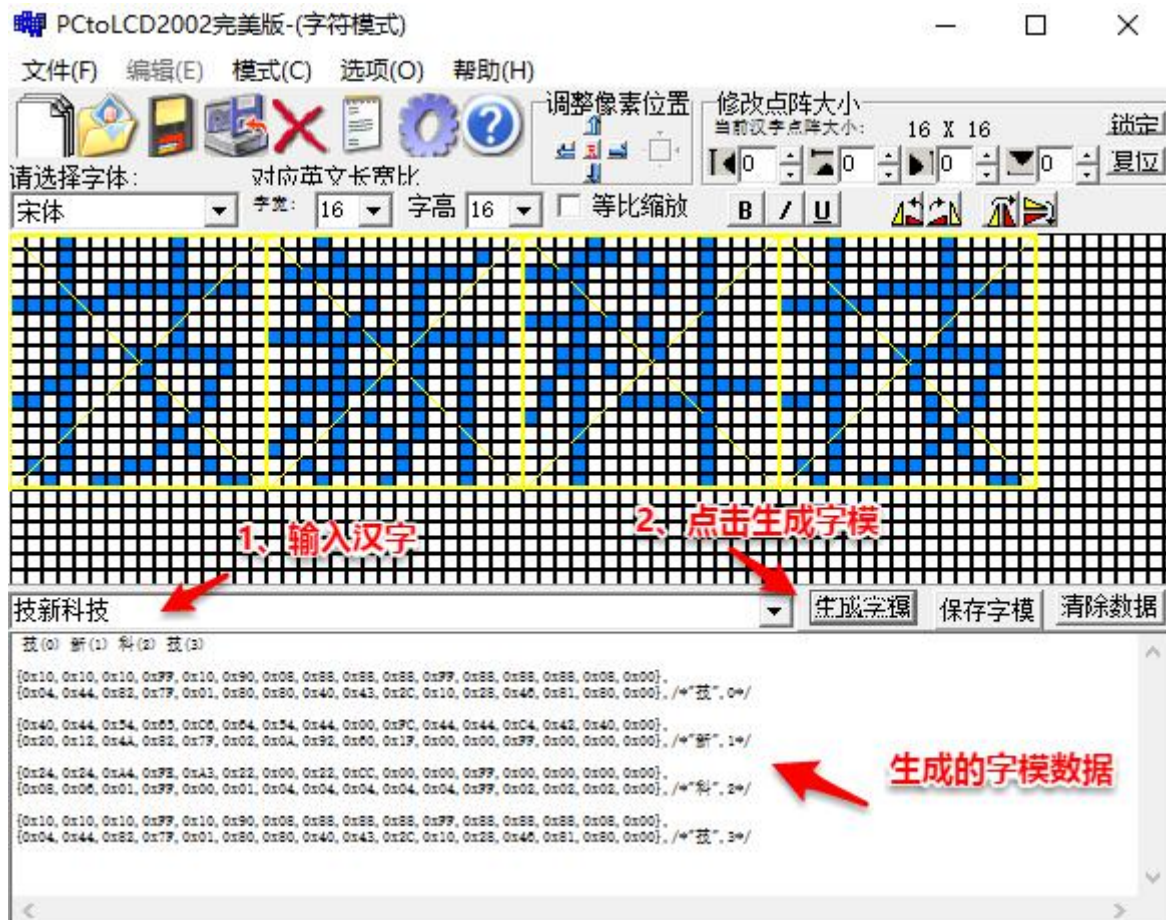 PCtoLCD2002完美版-(字符模式)
文件(F) 编辑(E) 模式(C) 选项(O) 帮助(H)
调整像素位置
修改点阵大小
当前汉字点阵大小: 16 X 16 锁定
0 0 0 0 复位
请选择字体: 对应英文长宽比
宋体 字宽: 16 字高 16 等比缩放 B / U
技新科技
1、输入汉字
2、点击生成字模
技新科技 生成字模 保存字模 清除数据
技(0) 新(1) 科(2) 技(3)
{0x10,0x10,0x10,0xFF,0x10,0x90,0x08,0x88,0x88,0x88,0xFF,0x88,0x88,0x88,0x08,0x00},
{0x04,0x44,0x82,0x7F,0x01,0x80,0x80,0x40,0x43,0x2C,0x10,0x28,0x46,0x81,0x80,0x00},/*"技",0*/
{0x40,0x44,0x54,0x65,0xC6,0x64,0x54,0x44,0x00,0xFC,0x44,0x44,0xC4,0x42,0x40,0x00},
{0x20,0x12,0x4A,0x82,0x7F,0x02,0x0A,0x92,0x60,0x1F,0x00,0x00,0xFF,0x00,0x00,0x00},/*"新",1*/
{0x24,0x24,0xA4,0xFE,0xA3,0x22,0x00,0x22,0xCC,0x00,0x00,0xFF,0x00,0x00,0x00,0x00},
{0x08,0x06,0x01,0xFF,0x00,0x01,0x04,0x04,0x04,0x04,0x04,0xFF,0x02,0x02,0x02,0x00},/*"科",2*/
{0x10,0x10,0x10,0xFF,0x10,0x90,0x08,0x88,0x88,0x88,0xFF,0x88,0x88,0x88,0x08,0x00},
{0x04,0x44,0x82,0x7F,0x01,0x80,0x80,0x40,0x43,0x2C,0x10,0x28,0x46,0x81,0x80,0x00},/*"技",3*/
生成的字模数据